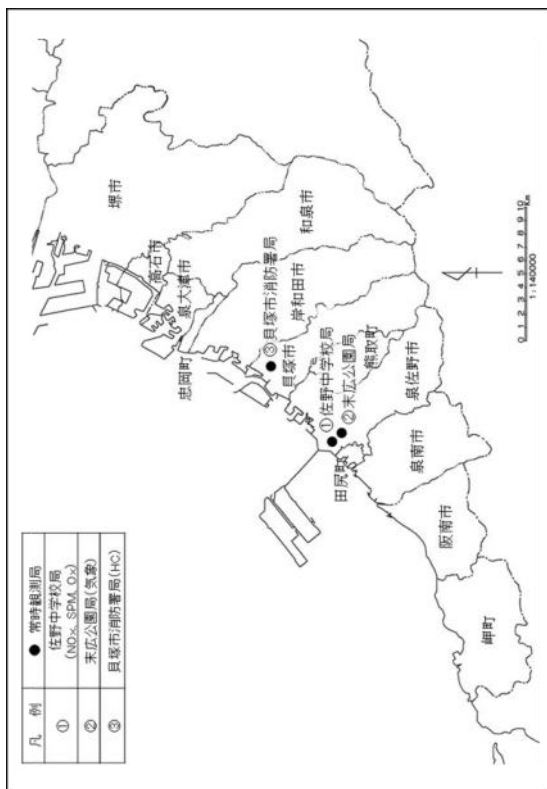 凡 例
● 常時観測局
①
佐野中学校局
(NOx, SPM, Ox)
②
末広公園局(気象)
③
貝塚市消防署局(HC)
堺市
高石市
和泉市
泉大津市
忠岡町
③貝塚市消防署局
岸和田市
貝塚市
①佐野中学校局
②末広公園局
熊取町
泉佐野市
田尻町
泉南市
阪南市
岬町
0 1 2 3 4 5 6 7 8 9 10
Km
1:140000